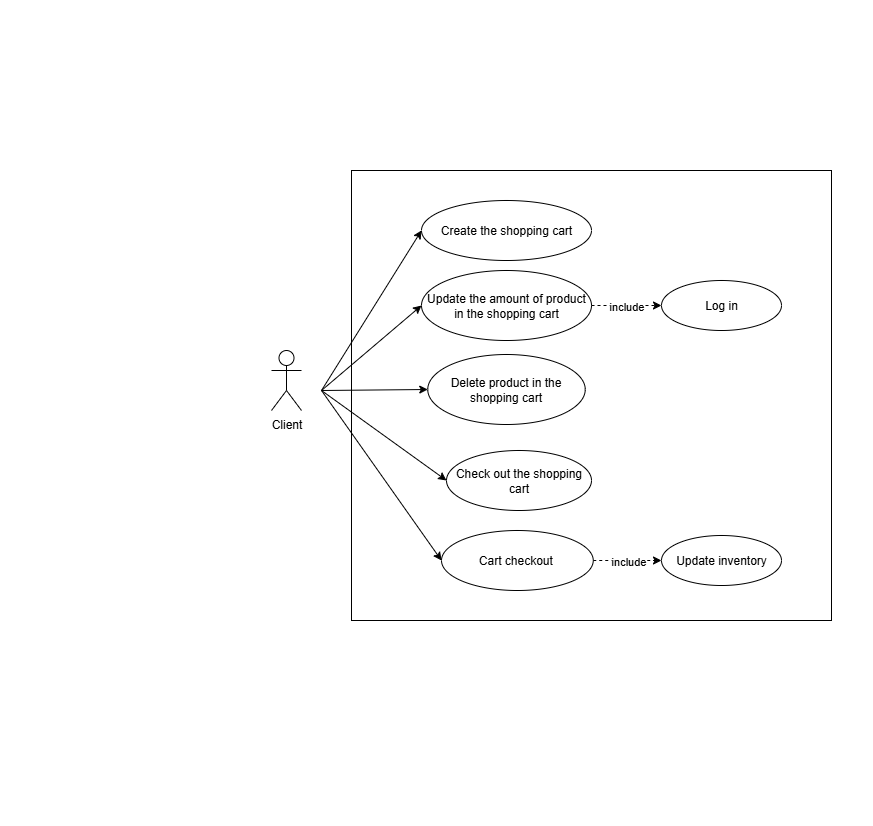 Create the shopping cart
Update the amount of product
in the shopping cart
include
Log in
Delete product in the
shopping cart
Client
Check out the shopping
cart
Cart checkout
include
Update inventory